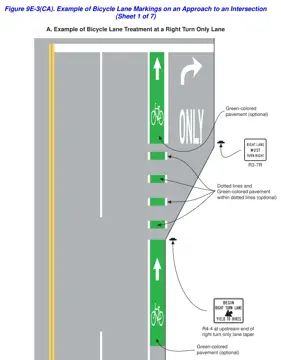 Figure 9E-3(CA). Example of Bicycle Lane Markings on an Approach to an Intersection
(Sheet 1 of 7)
A. Example of Bicycle Lane Treatment at a Right Turn Only Lane
ONLY
Green-colored
pavement (optional)
RIGHT LANE
MUST
TURN RIGHT
R3-7R
Dotted lines and
Green-colored pavement
within dotted lines (optional)
BEGIN
RIGHT TURN LANE
YIELD TO BIKES
R4-4 at upstream end of
right turn only lane taper
Green-colored
pavement (optional)